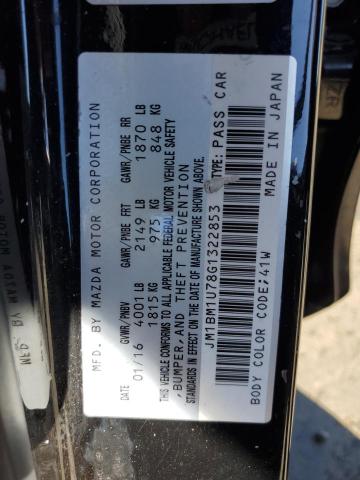 MFD. BY MAZDA MOTOR CORPORATION
GVWR/PNBV GAWR/PNBE FRT GAWR/PNBE RR
01/16 4001 LB 2149 LB 1870 LB
1815 KG 975 KG 848 KG
THIS VEHICLE CONFORMS TO ALL APPLICABLE FEDERAL MOTOR VEHICLE SAFETY
, BUMPER, AND THEFT PREVENTION
STANDARDS IN EFFECT ON THE DATE OF MANUFACTURE SHOWN ABOVE.
JM1BM1U78G1322853 TYPE: PASS CAR
BODY COLOR CODE:41W MADE IN JAPAN